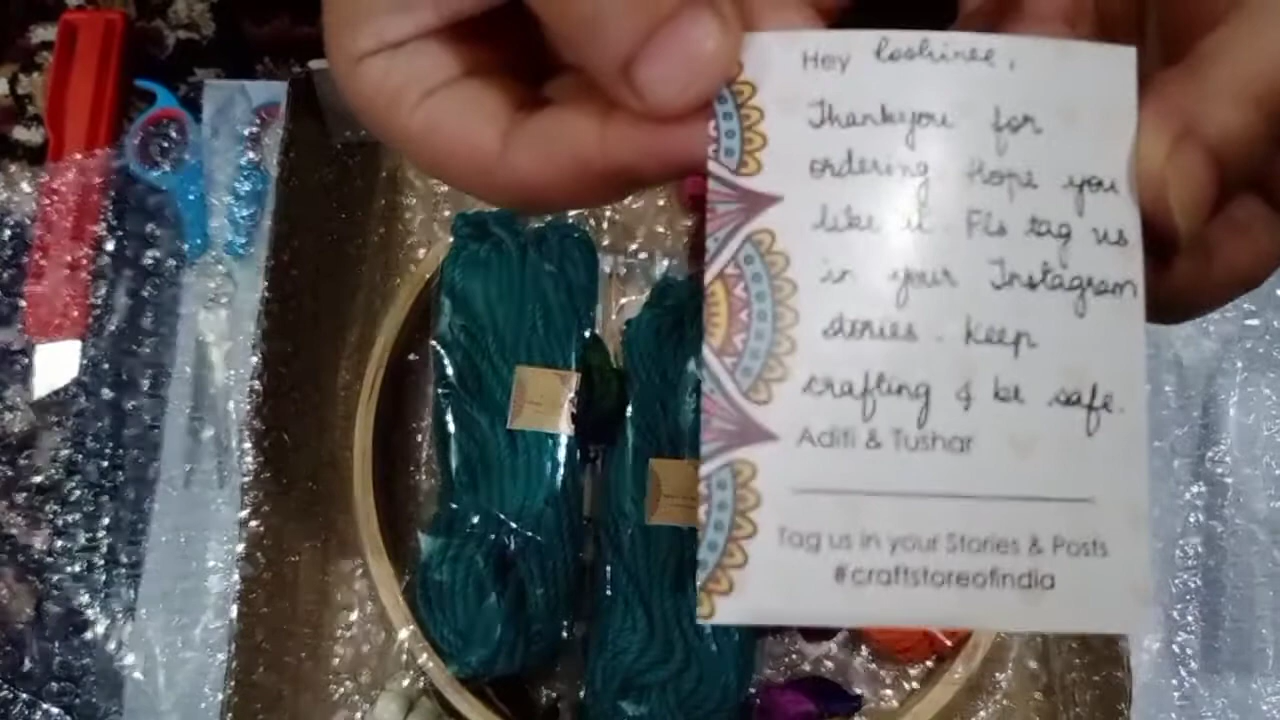 Hey
Thankyou for
ordering. Hope you
like it. Pls tag us
in your Instagram
stories. Keep
crafting & be safe.
Aditi & Tushar
Tag us in your Stories & Posts
#craftstoreofindia